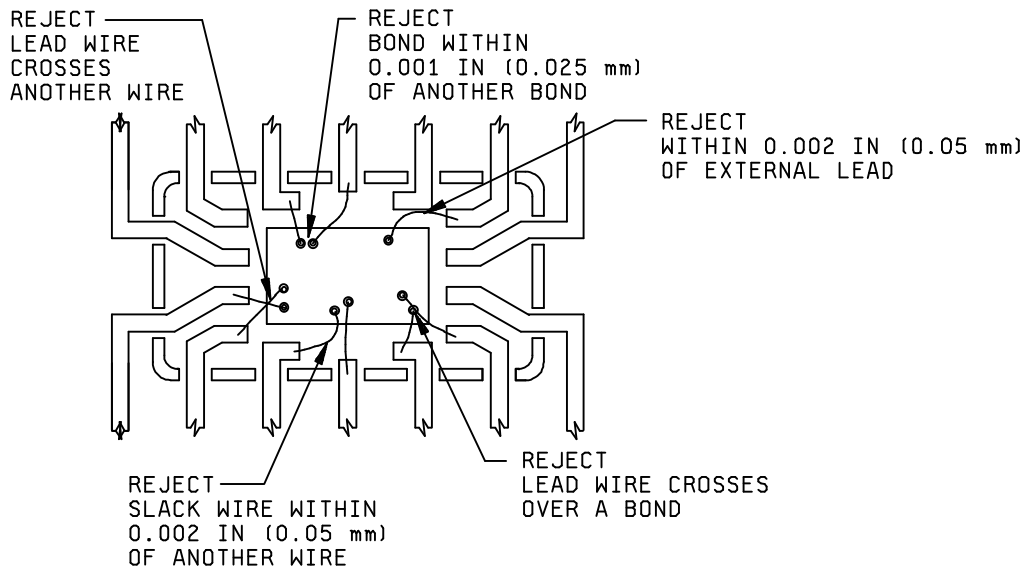 REJECT
LEAD WIRE
CROSSES
ANOTHER WIRE
REJECT
BOND WITHIN
0.001 IN (0.025 mm)
OF ANOTHER BOND
REJECT
WITHIN 0.002 IN (0.05 mm)
OF EXTERNAL LEAD
REJECT
LEAD WIRE CROSSES
OVER A BOND
REJECT
SLACK WIRE WITHIN
0.002 IN (0.05 mm)
OF ANOTHER WIRE